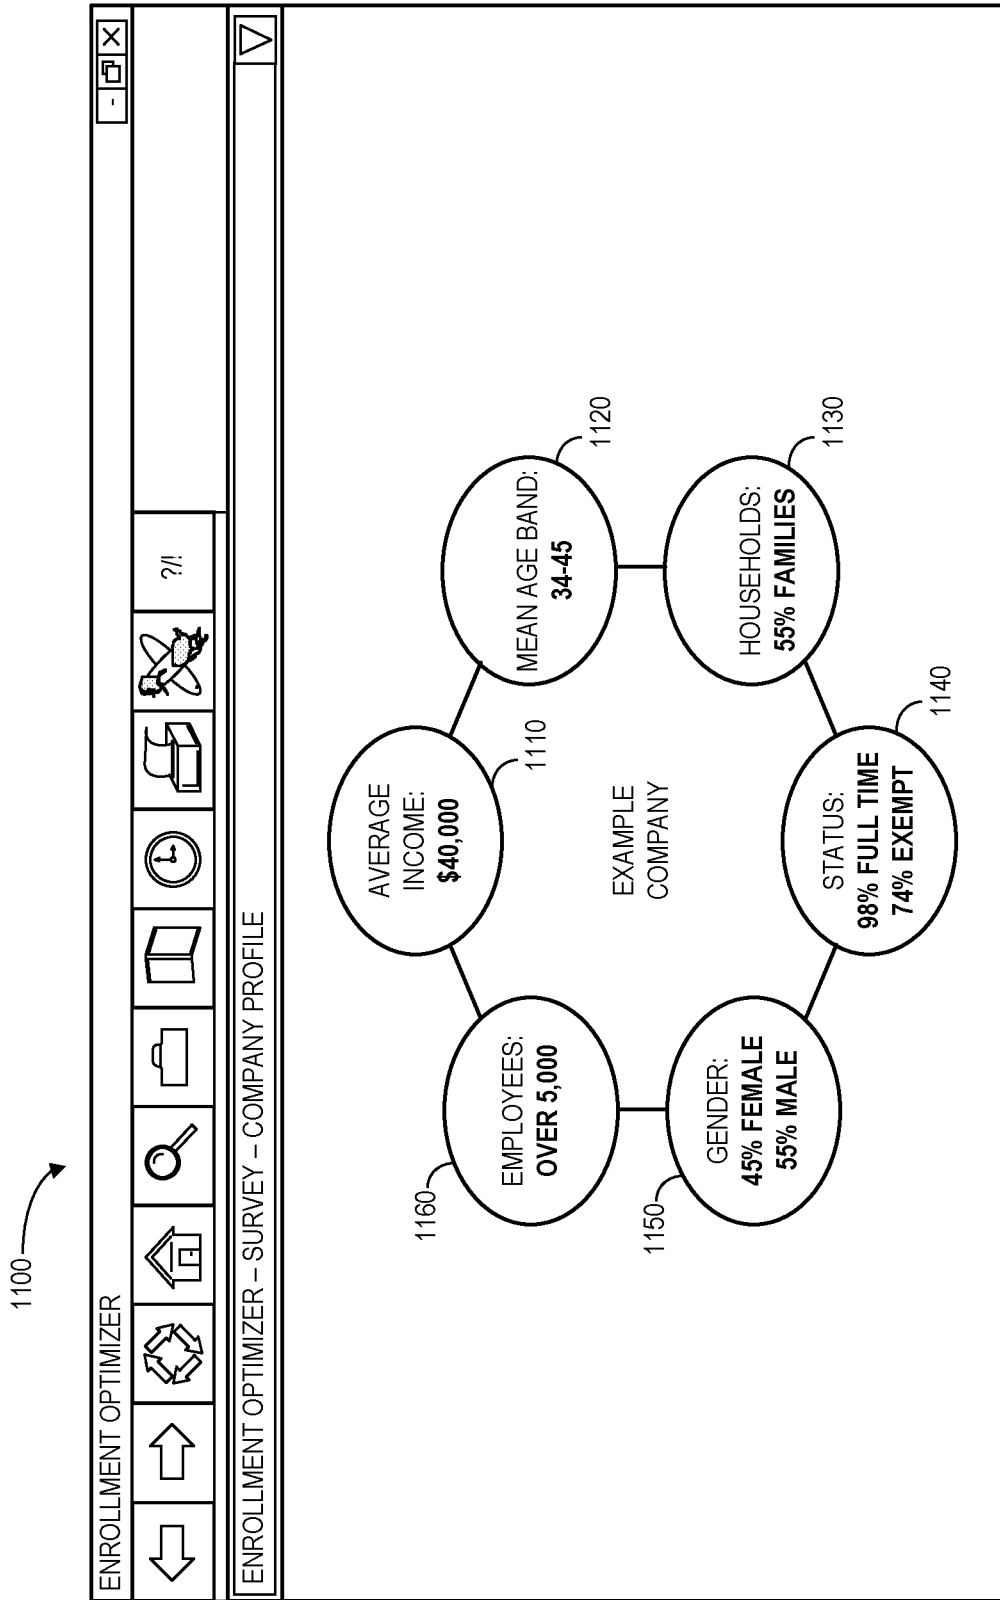 1100
ENROLLMENT OPTIMIZER
- X
?/!
ENROLLMENT OPTIMIZER – SURVEY – COMPANY PROFILE
AVERAGE
INCOME:
$40,000
1110
MEAN AGE BAND:
34-45
1120
HOUSEHOLDS:
55% FAMILIES
1130
STATUS:
98% FULL TIME
74% EXEMPT
1140
GENDER:
45% FEMALE
55% MALE
1150
EMPLOYEES:
OVER 5,000
1160
EXAMPLE
COMPANY